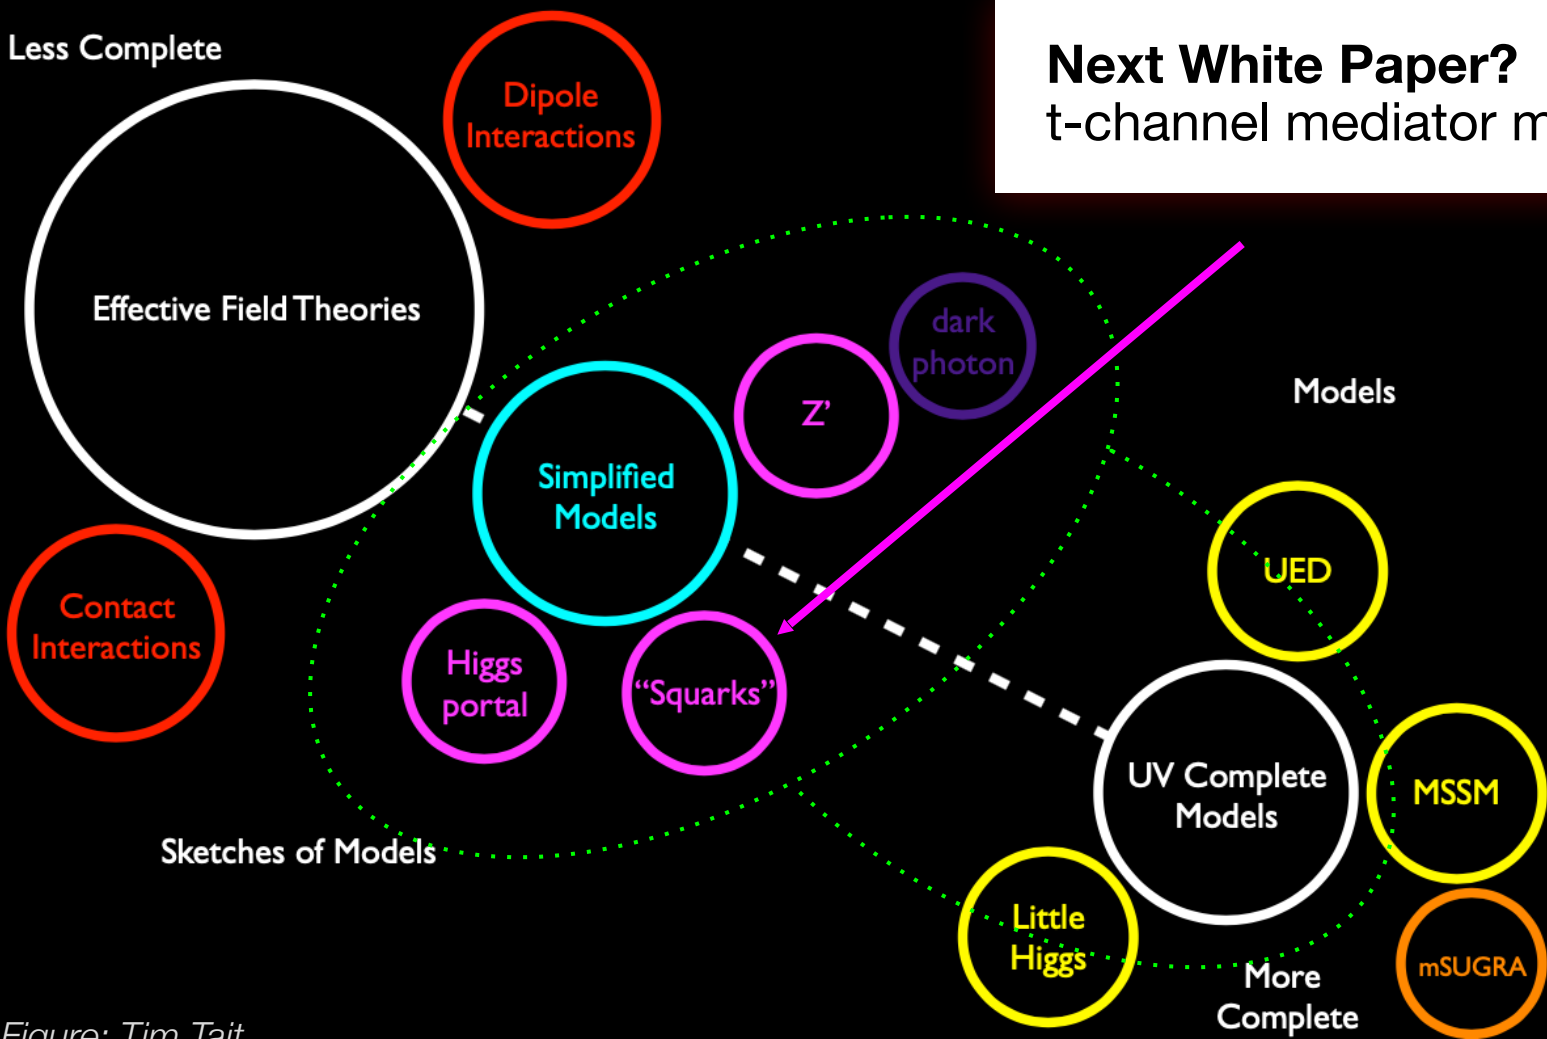 Less Complete
Next White Paper?
t-channel mediator m
Dipole
Interactions
Effective Field Theories
dark
photon
Z’
Models
Simplified
Models
UED
Contact
Interactions
Higgs
portal
“Squarks”
UV Complete
Models
MSSM
Sketches of Models
Little
Higgs
mSUGRA
More
Complete
Figure: Tim Tait